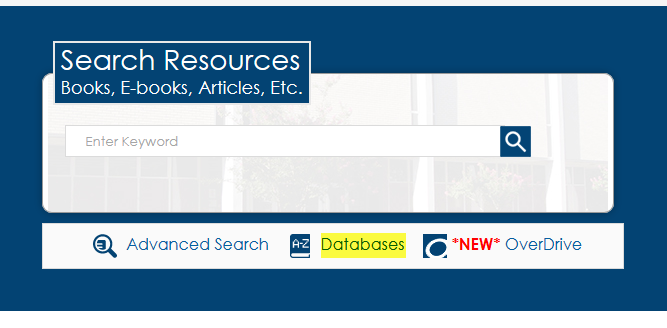 Search Resources
Books, E-books, Articles, Etc.
Enter Keyword
Advanced Search A-Z Databases *NEW* OverDrive